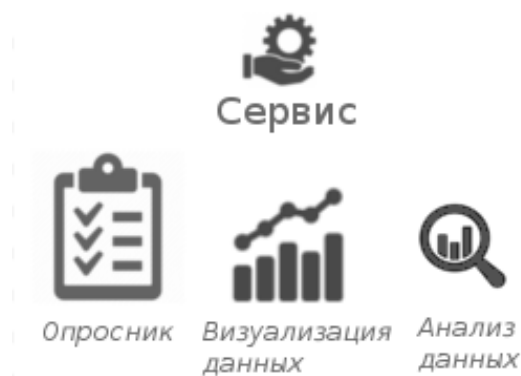 Сервис
Опросник
Визуализация
данных
Анализ
данных